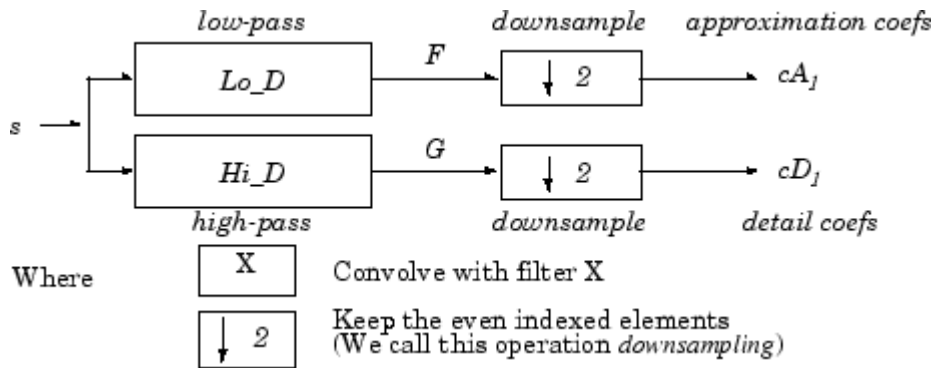 low-pass downsample approximation coefs
Lo_D F ↓ 2 cA1
s
Hi_D G ↓ 2 cD1
high-pass downsample detail coefs
Where X Convolve with filter X
↓ 2 Keep the even indexed elements
(We call this operation downsampling)